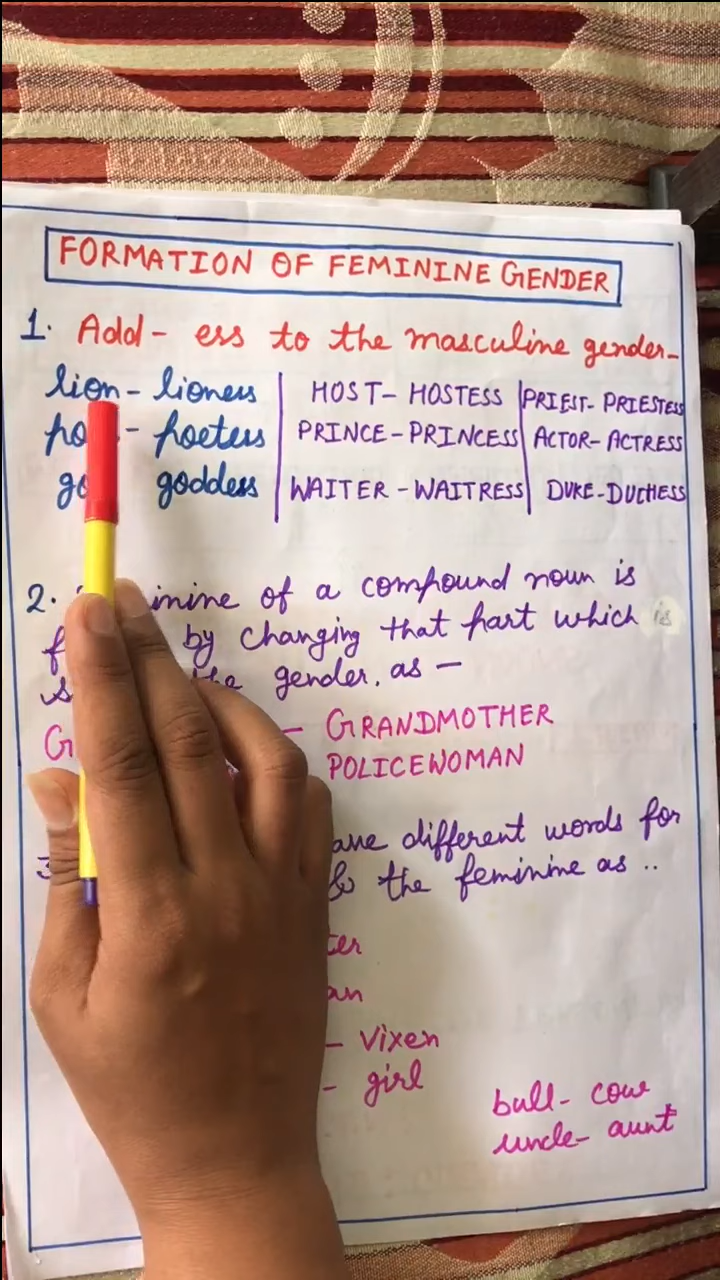 FORMATION OF FEMININE GENDER
1. Add- ess to the masculine gender-
lion - lioness HOST- HOSTESS PRIEST- PRIESTESS
- poetess PRINCE - PRINCESS ACTOR- ACTRESS
goddess WAITER - WAITRESS DUKE-DUCHESS
2. of a compound noun is
by changing that part which is
the gender, as -
- GRANDMOTHER
POLICEWOMAN
3. different words for
the feminine as ..
- vixen
- girl
bull- cow
uncle- aunt